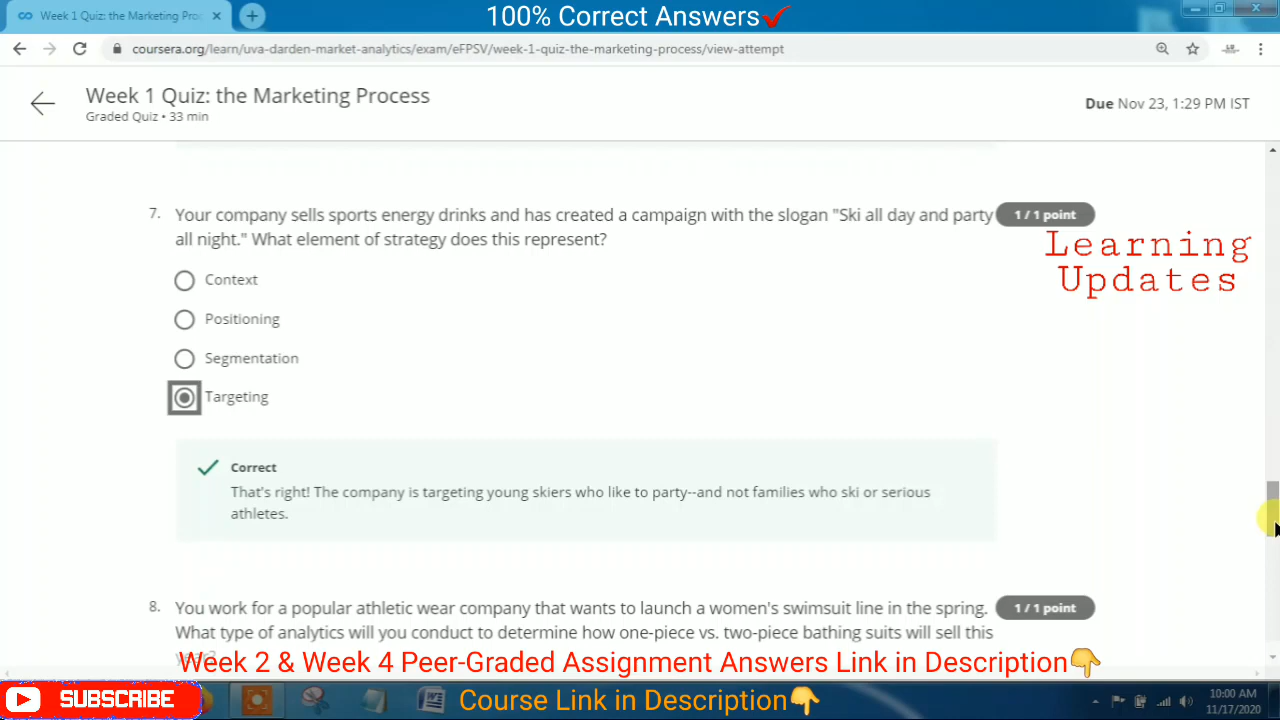 Week 1 Quiz: the Marketing Pro
100% Correct Answers
coursera.org/learn/uva-darden-market-analytics/exam/eFPSV/week-1-quiz-the-marketing-process/view-attempt
Week 1 Quiz: the Marketing Process
Graded Quiz • 33 min
Due Nov 23, 1:29 PM IST
7. Your company sells sports energy drinks and has created a campaign with the slogan "Ski all day and party
all night." What element of strategy does this represent?
1 / 1 point
Learning
Updates
Context
Positioning
Segmentation
Targeting
Correct
That's right! The company is targeting young skiers who like to party--and not families who ski or serious
athletes.
8. You work for a popular athletic wear company that wants to launch a women's swimsuit line in the spring.
1 / 1 point
What type of analytics will you conduct to determine how one-piece vs. two-piece bathing suits will sell this
Week 2 & Week 4 Peer-Graded Assignment Answers Link in Description
SUBSCRIBE
Course Link in Description
10:00 AM
11/17/2020